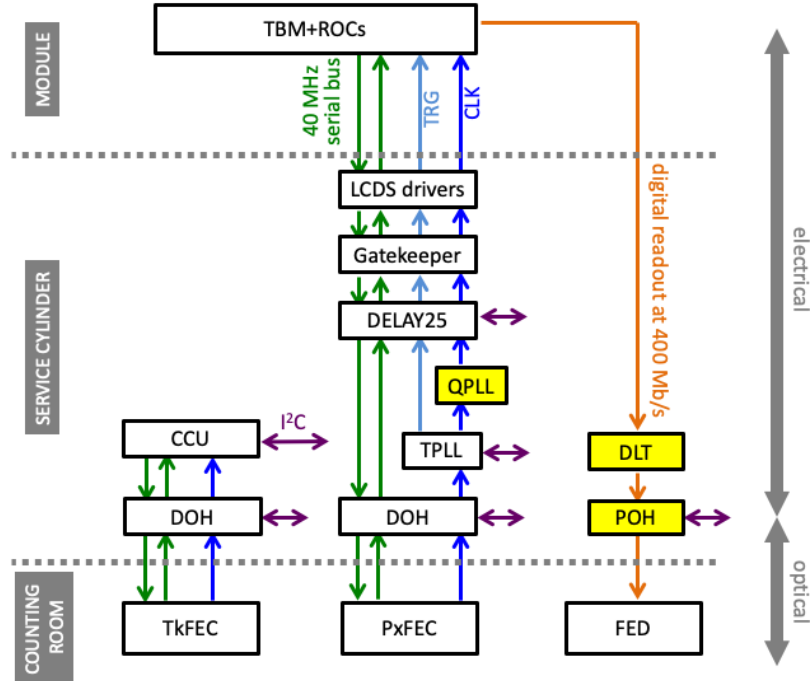 TBM+ROCs
MODULE
40 MHz
serial bus
TRG
CLK
LCDS drivers
Gatekeeper
DELAY25
QPLL
SERVICE CYLINDER
CCU
I²C
TPLL
DLT
DOH
DOH
POH
digital readout at 400 Mb/s
electrical
COUNTING
ROOM
TkFEC
PxFEC
FED
optical